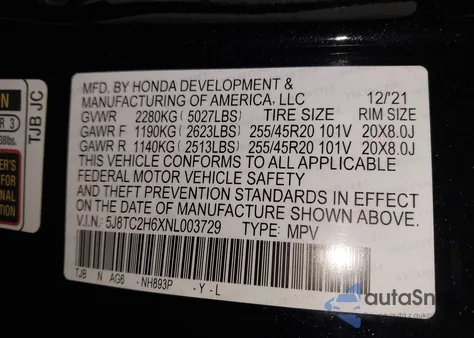 MFD. BY HONDA DEVELOPMENT &
MANUFACTURING OF AMERICA, LLC 12/'21
GVWR 2280KG (5027LBS) TIRE SIZE RIM SIZE
GAWR F 1190KG (2623LBS) 255/45R20 101V 20X8.0J
GAWR R 1140KG (2513LBS) 255/45R20 101V 20X8.0J
THIS VEHICLE CONFORMS TO ALL APPLICABLE
FEDERAL MOTOR VEHICLE SAFETY
AND THEFT PREVENTION STANDARDS IN EFFECT
ON DATE OF MANUFACTURE SHOWN ABOVE.
V.I.N.: 5J8TC2H6XNL003729 TYPE: MPV
TJB N AG6 -NH893P -Y-L
TJB JC
autaSn